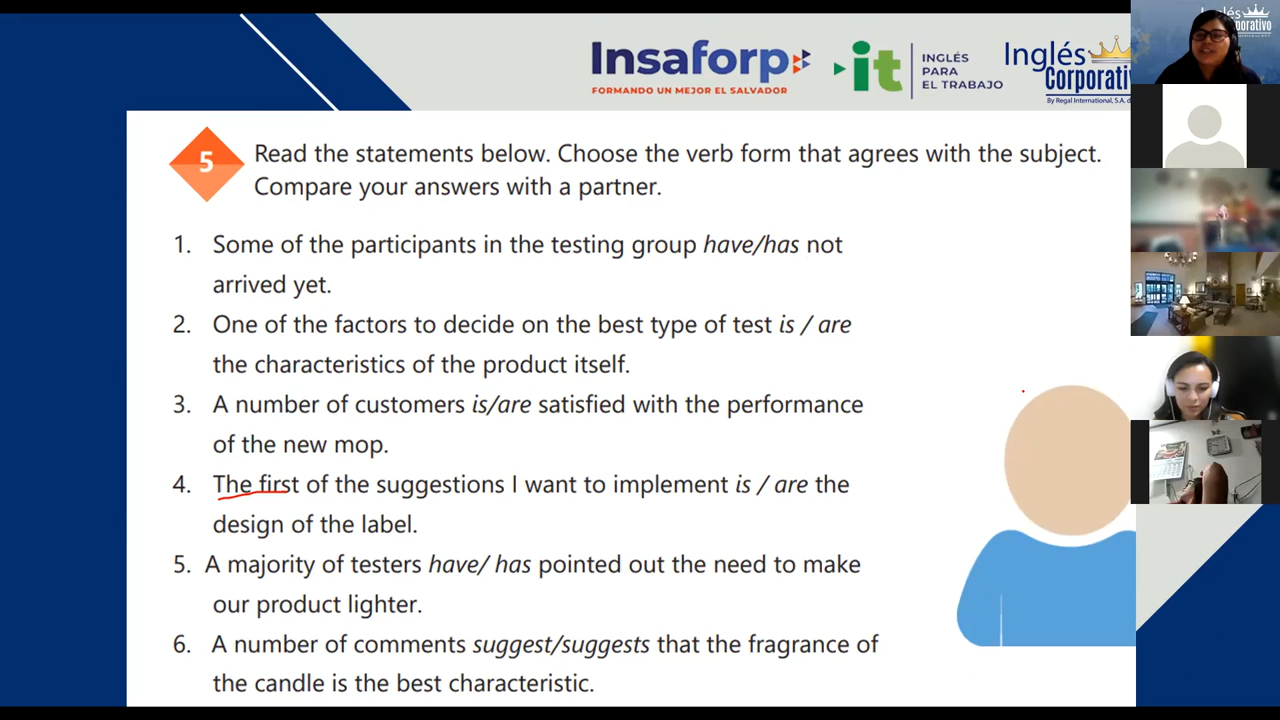 Insaforp
FORMANDO UN MEJOR EL SALVADOR
it
INGLÉS
PARA
EL TRABAJO
Inglés
Corporativ
By Regal International, S.A. d
Inglés
porativo
5
Read the statements below. Choose the verb form that agrees with the subject.
Compare your answers with a partner.
1. Some of the participants in the testing group have/has not
arrived yet.
2. One of the factors to decide on the best type of test is / are
the characteristics of the product itself.
3. A number of customers is/are satisfied with the performance
of the new mop.
4. The first of the suggestions I want to implement is / are the
design of the label.
5. A majority of testers have/ has pointed out the need to make
our product lighter.
6. A number of comments suggest/suggests that the fragrance of
the candle is the best characteristic.